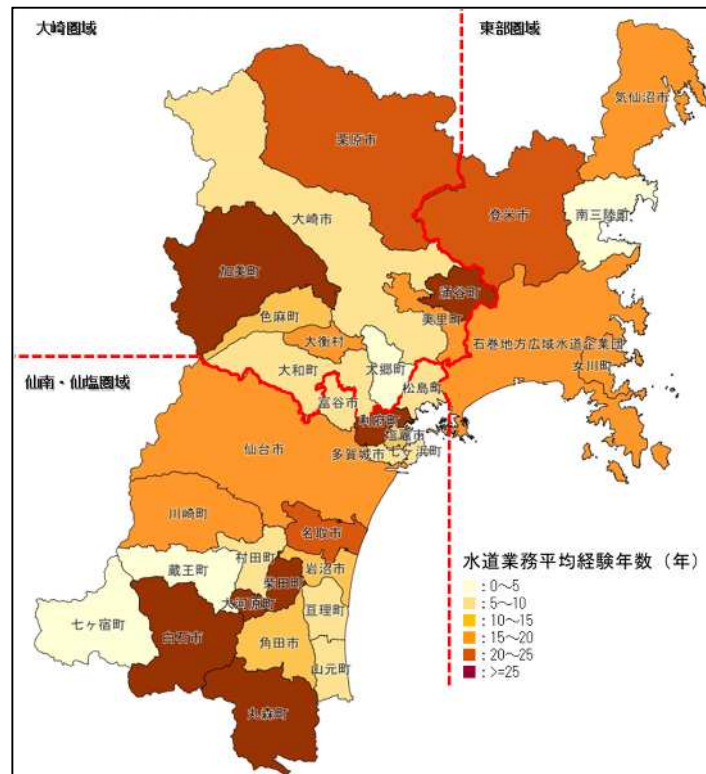 大崎圏域
東部圏域
気仙沼市
栗原市
登米市
南三陸町
大崎市
加美町
涌谷町
色麻町
美里町
大衡村
石巻地方広域水道企業団
女川町
大和町
大郷町
松島町
仙南・仙塩圏域
富谷市
利府町
塩竈市
仙台市
多賀城市
七ヶ浜町
川崎町
名取市
村田町
岩沼市
蔵王町
柴田町
大河原町
亘理町
七ヶ宿町
白石市
角田市
山元町
丸森町
水道業務平均経験年数（年）
：0～5
：5～10
：10～15
：15～20
：20～25
：>=25